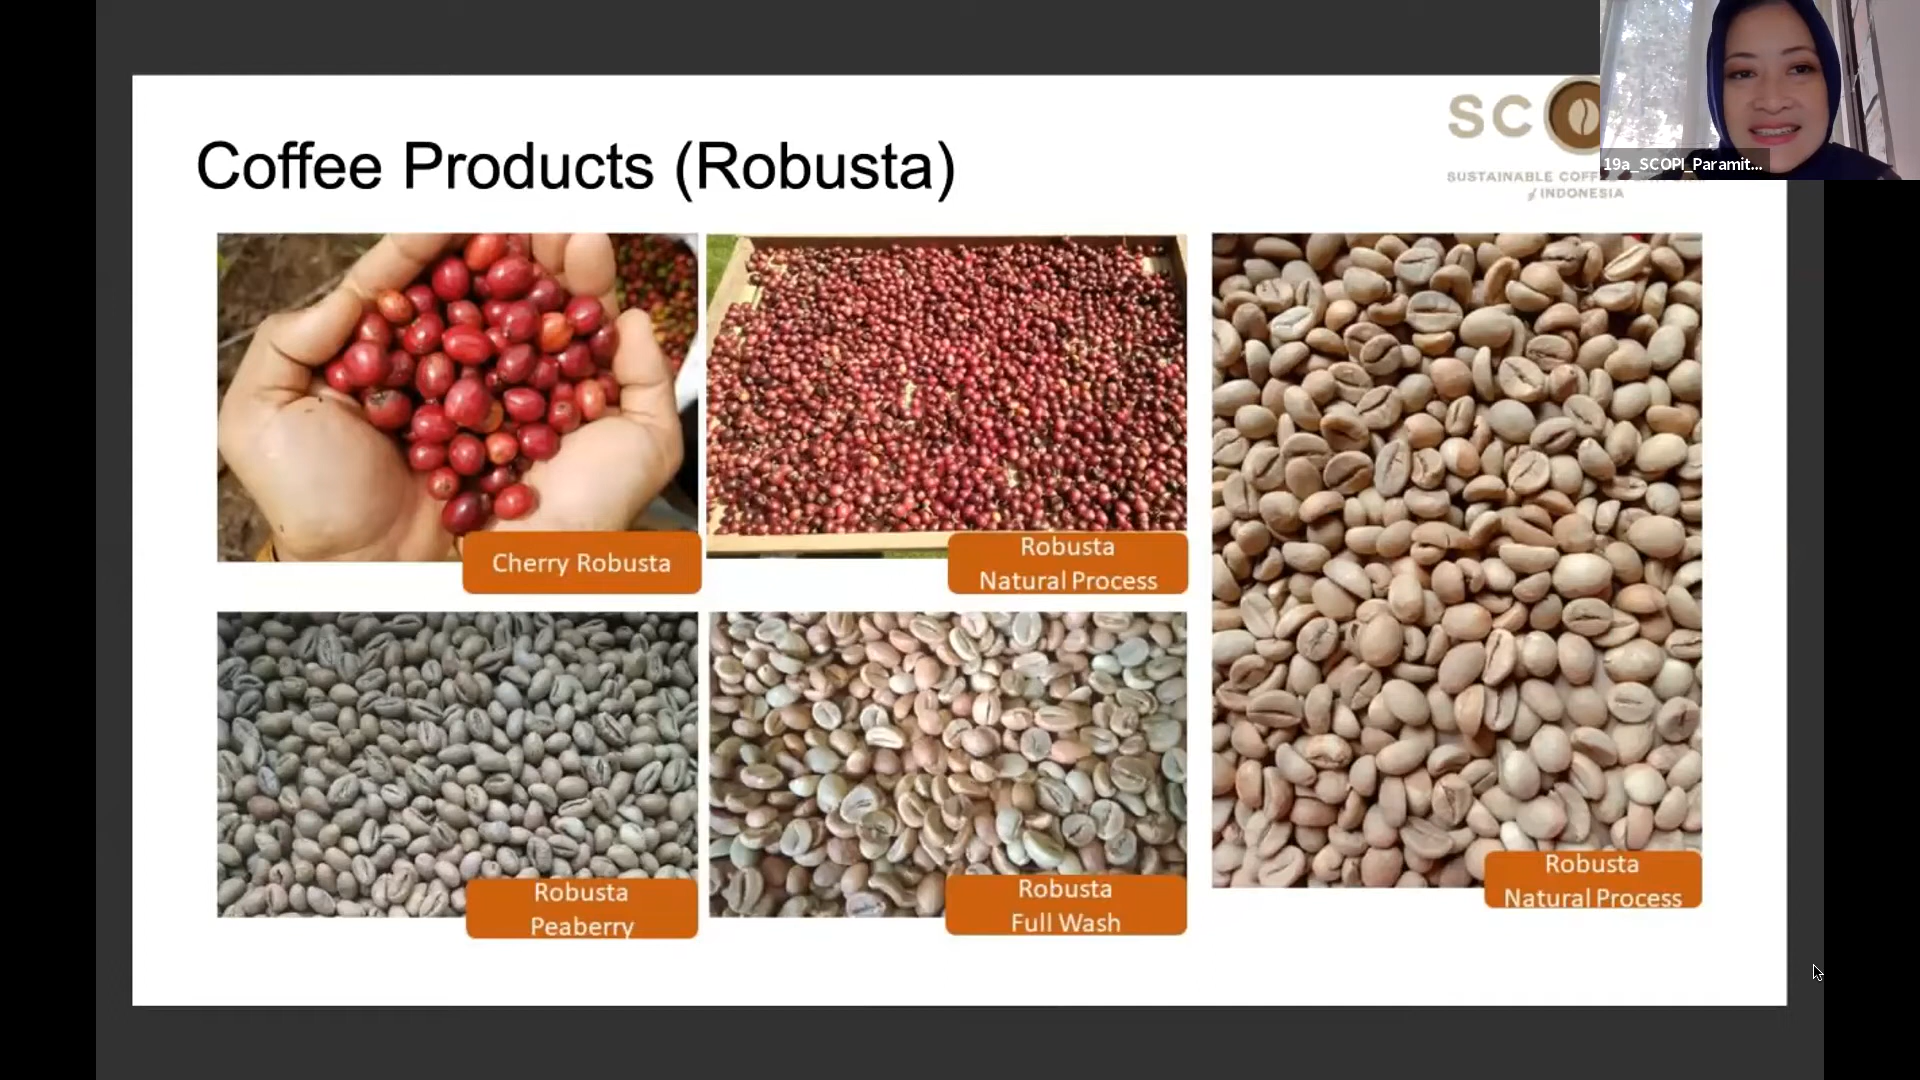 Coffee Products (Robusta)
SC
SUSTAINABLE COFF
of INDONESIA
19a_SCOPI_Paramit...
Cherry Robusta
Robusta
Natural Process
Robusta
Peaberry
Robusta
Full Wash
Robusta
Natural Process